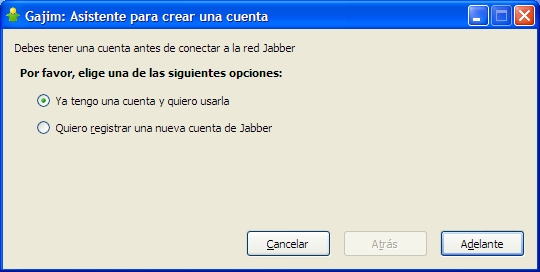 Gajim: Asistente para crear una cuenta
Debes tener una cuenta antes de conectar a la red Jabber
Por favor, elige una de las siguientes opciones:
Ya tengo una cuenta y quiero usarla
Quiero registrar una nueva cuenta de Jabber
Cancelar Atrás Adelante